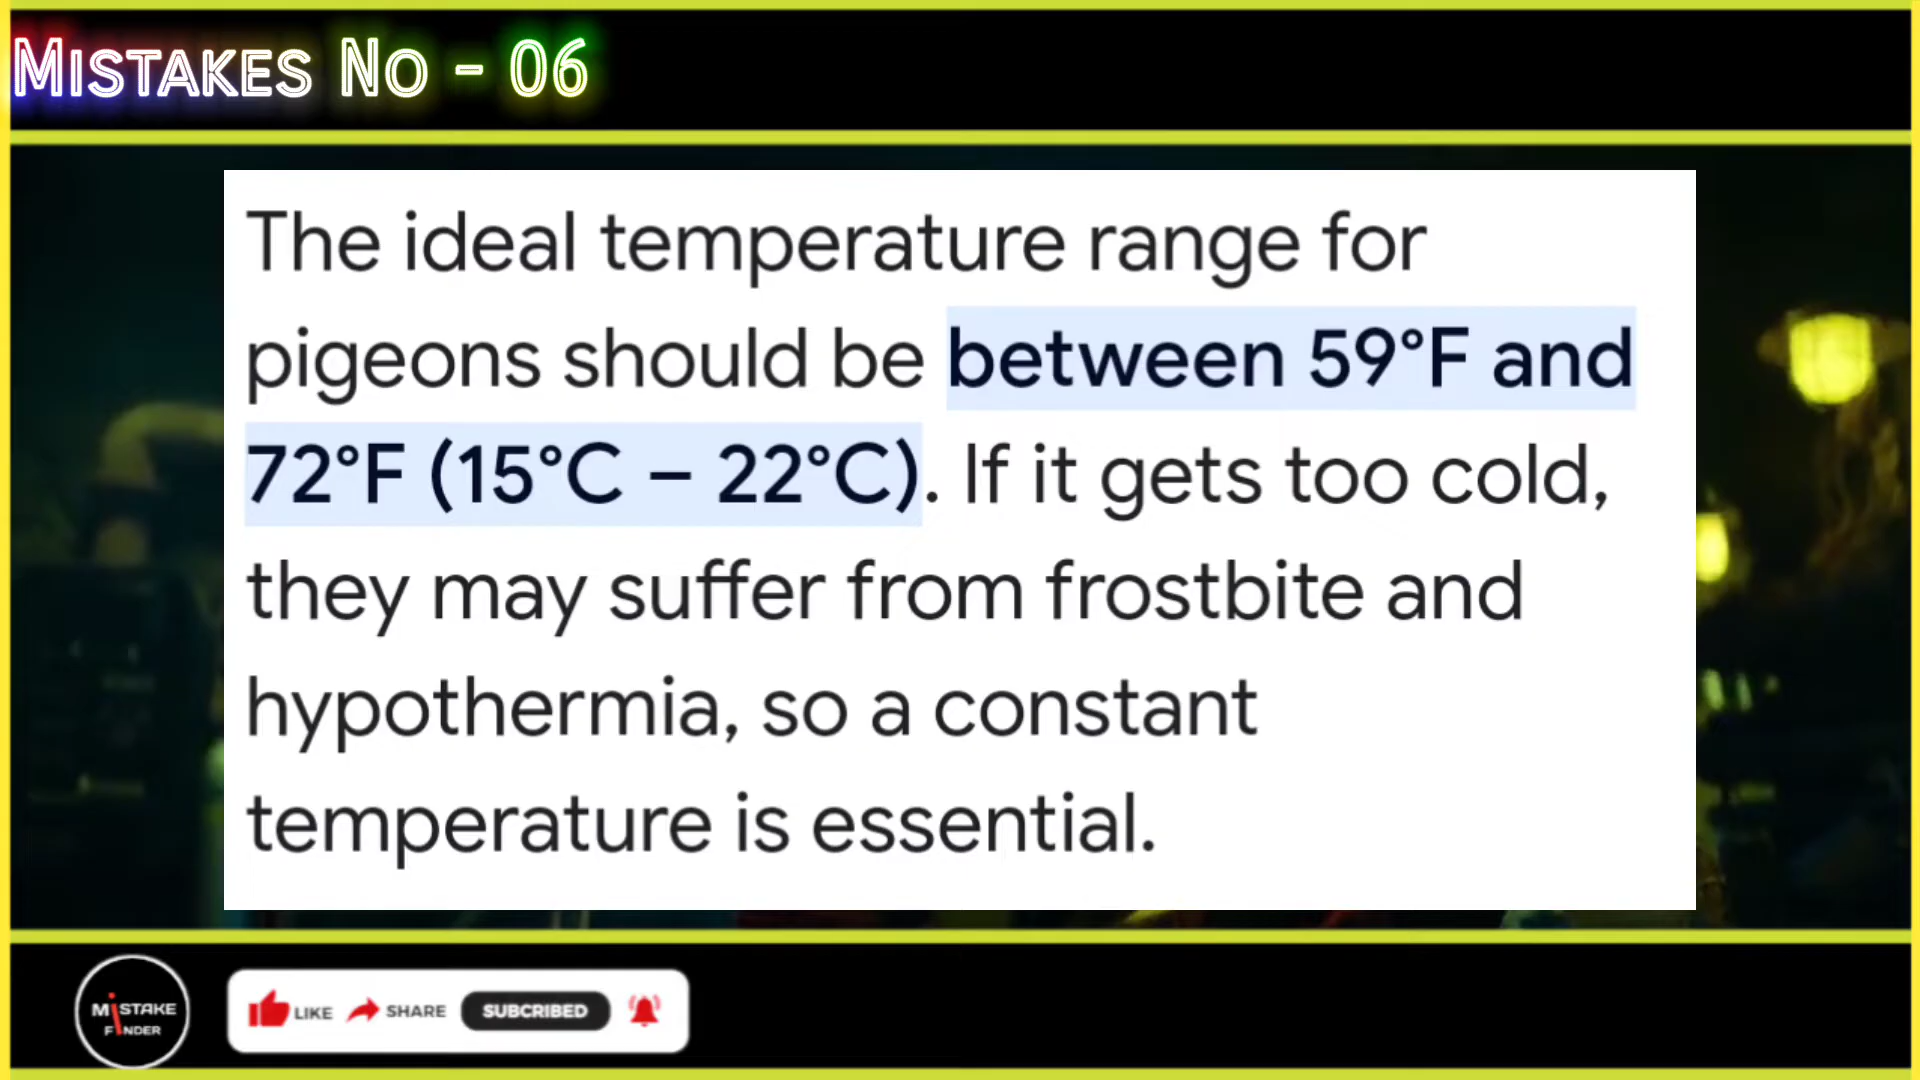 Mistakes No - 06
The ideal temperature range for
pigeons should be between 59°F and
72°F (15°C – 22°C). If it gets too cold,
they may suffer from frostbite and
hypothermia, so a constant
temperature is essential.
MiSTAKE
FiNDER
LIKE SHARE SUBCRIBED